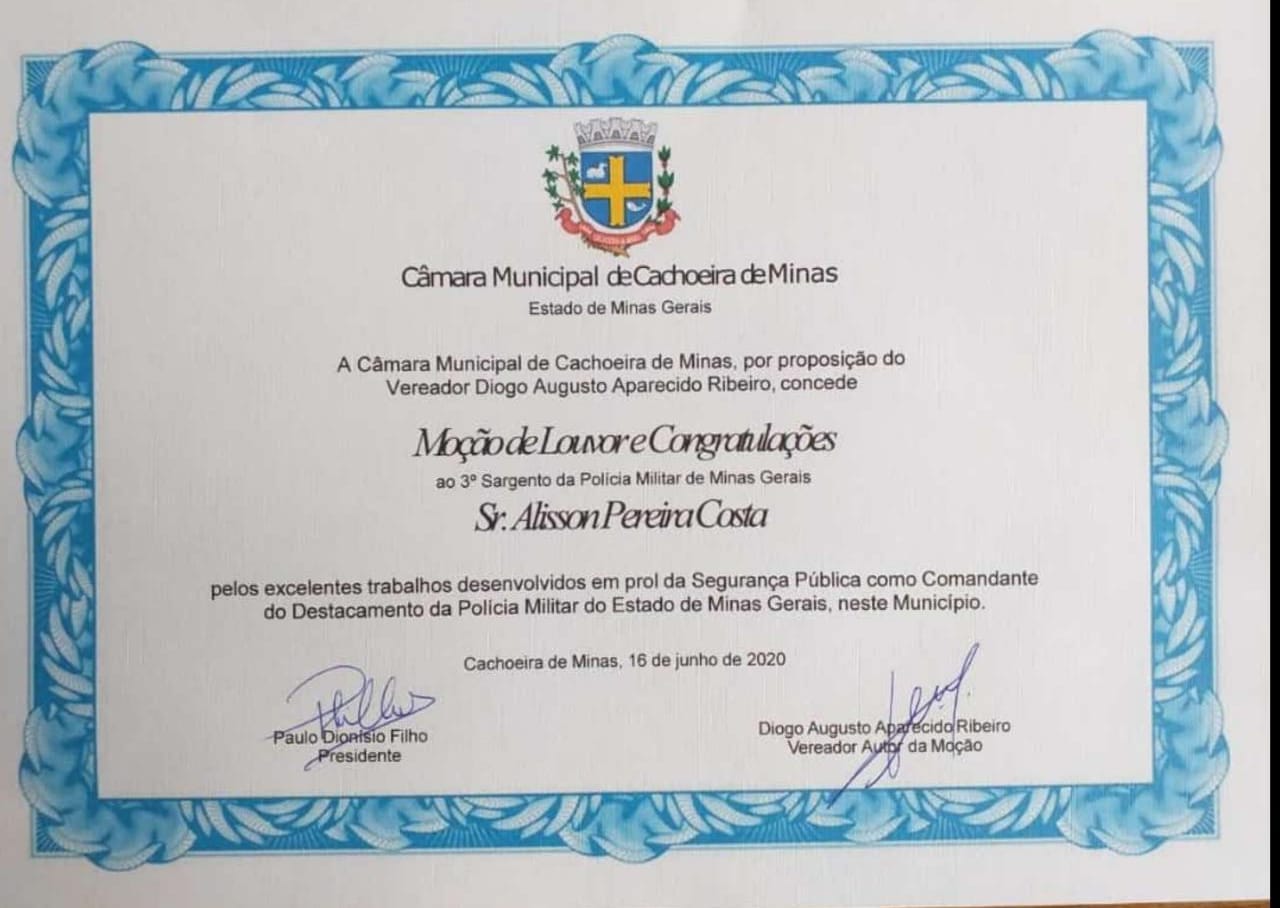 Câmara Municipal de Cachoeira de Minas
Estado de Minas Gerais
A Câmara Municipal de Cachoeira de Minas, por proposição do
Vereador Diogo Augusto Aparecido Ribeiro, concede
Moção de Louvor e Congratulações
ao 3º Sargento da Polícia Militar de Minas Gerais
Sr. Alisson Pereira Costa
pelos excelentes trabalhos desenvolvidos em prol da Segurança Pública como Comandante
do Destacamento da Polícia Militar do Estado de Minas Gerais, neste Município.
Cachoeira de Minas, 16 de junho de 2020
Paulo Dionísio Filho
Presidente
Diogo Augusto Aparecido Ribeiro
Vereador Autor da Moção